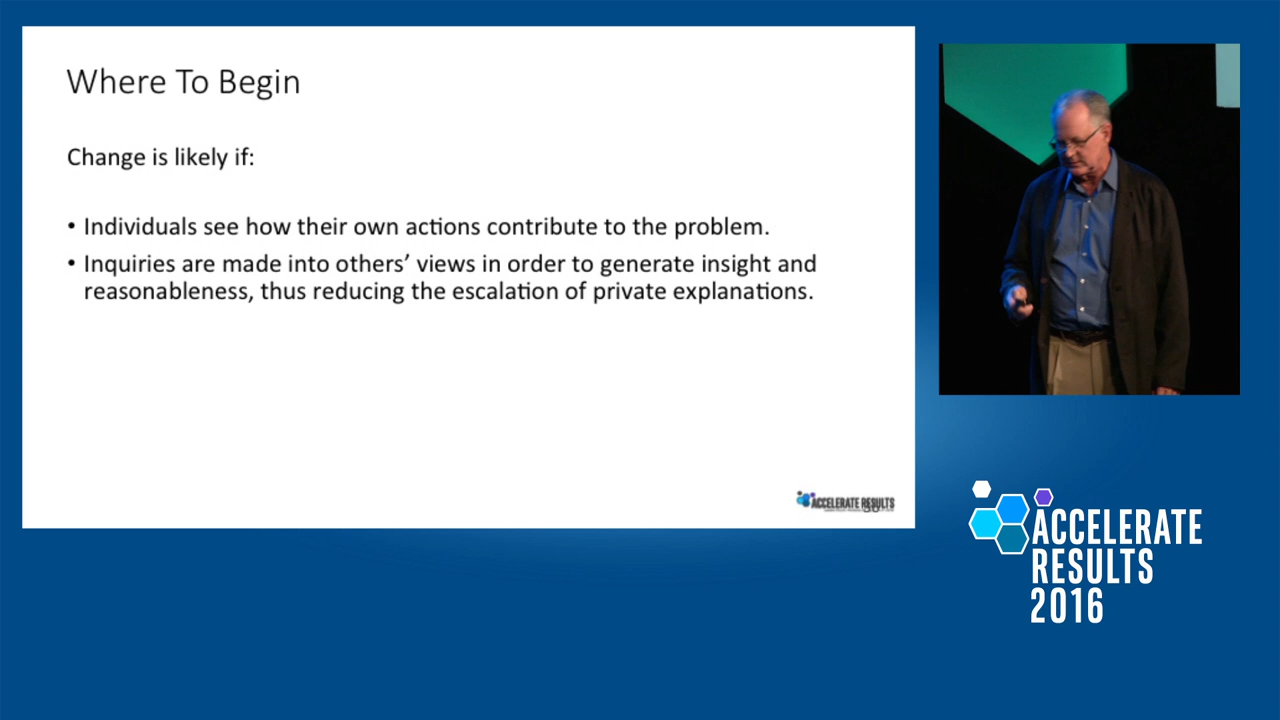 Where To Begin
Change is likely if:
• Individuals see how their own actions contribute to the problem.
• Inquiries are made into others’ views in order to generate insight and
reasonableness, thus reducing the escalation of private explanations.
ACCELERATE RESULTS
ACCELERATE
RESULTS
2016